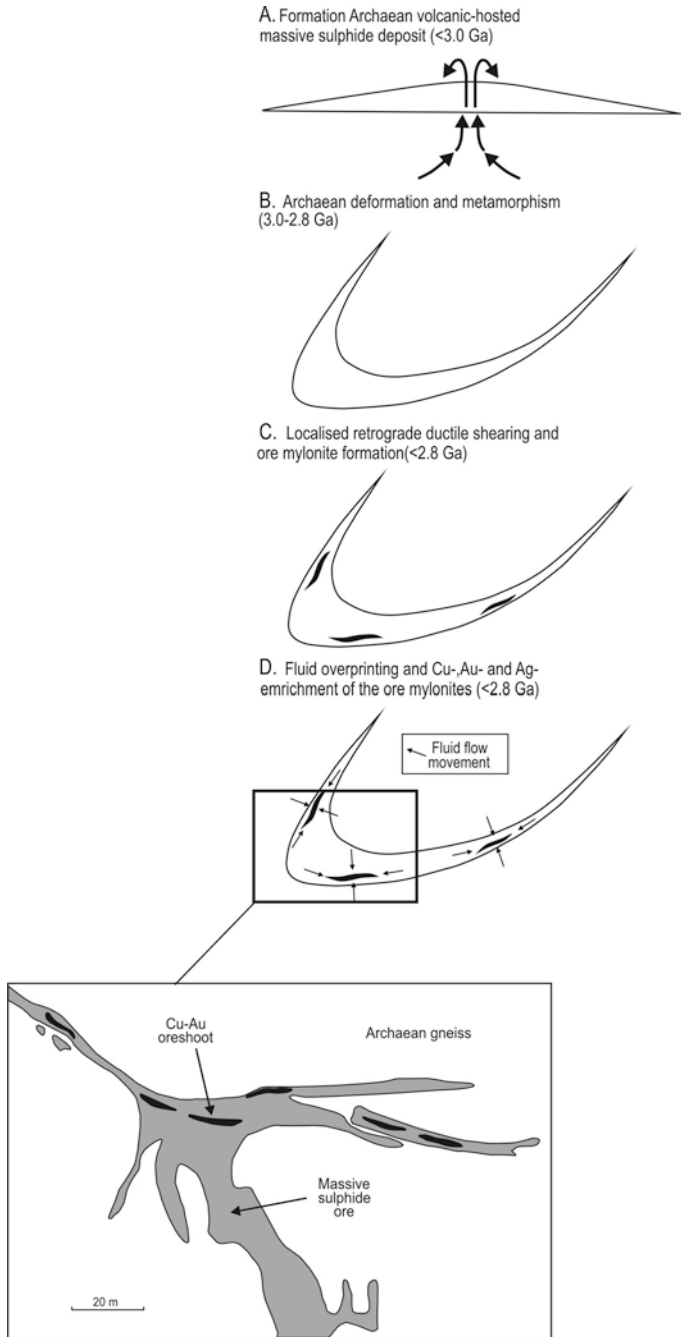 A. Formation Archaean volcanic-hosted
massive sulphide deposit (<3.0 Ga)
B. Archaean deformation and metamorphism
(3.0-2.8 Ga)
C. Localised retrograde ductile shearing and
ore mylonite formation(<2.8 Ga)
D. Fluid overprinting and Cu-,Au- and Ag-
emrichment of the ore mylonites (<2.8 Ga)
Fluid flow
movement
Cu-Au
oreshoot
Archaean gneiss
Massive
sulphide
ore
20 m